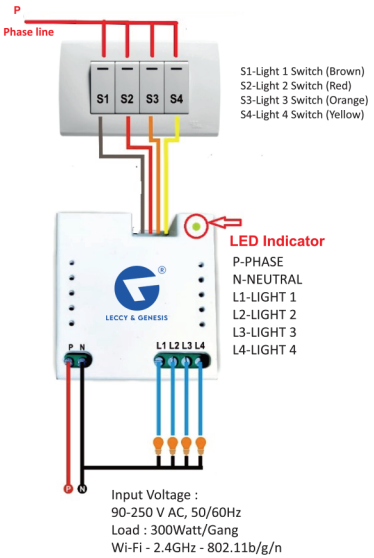 P
Phase line
S1 S2 S3 S4
S1-Light 1 Switch (Brown)
S2-Light 2 Switch (Red)
S3-Light 3 Switch (Orange)
S4-Light 4 Switch (Yellow)
LED Indicator
P-PHASE
N-NEUTRAL
L1-LIGHT 1
L2-LIGHT 2
L3-LIGHT 3
L4-LIGHT 4
®
LECCY & GENESIS
P N L1 L2 L3 L4
P N
Input Voltage :
90-250 V AC, 50/60Hz
Load : 300Watt/Gang
Wi-Fi - 2.4GHz - 802.11b/g/n